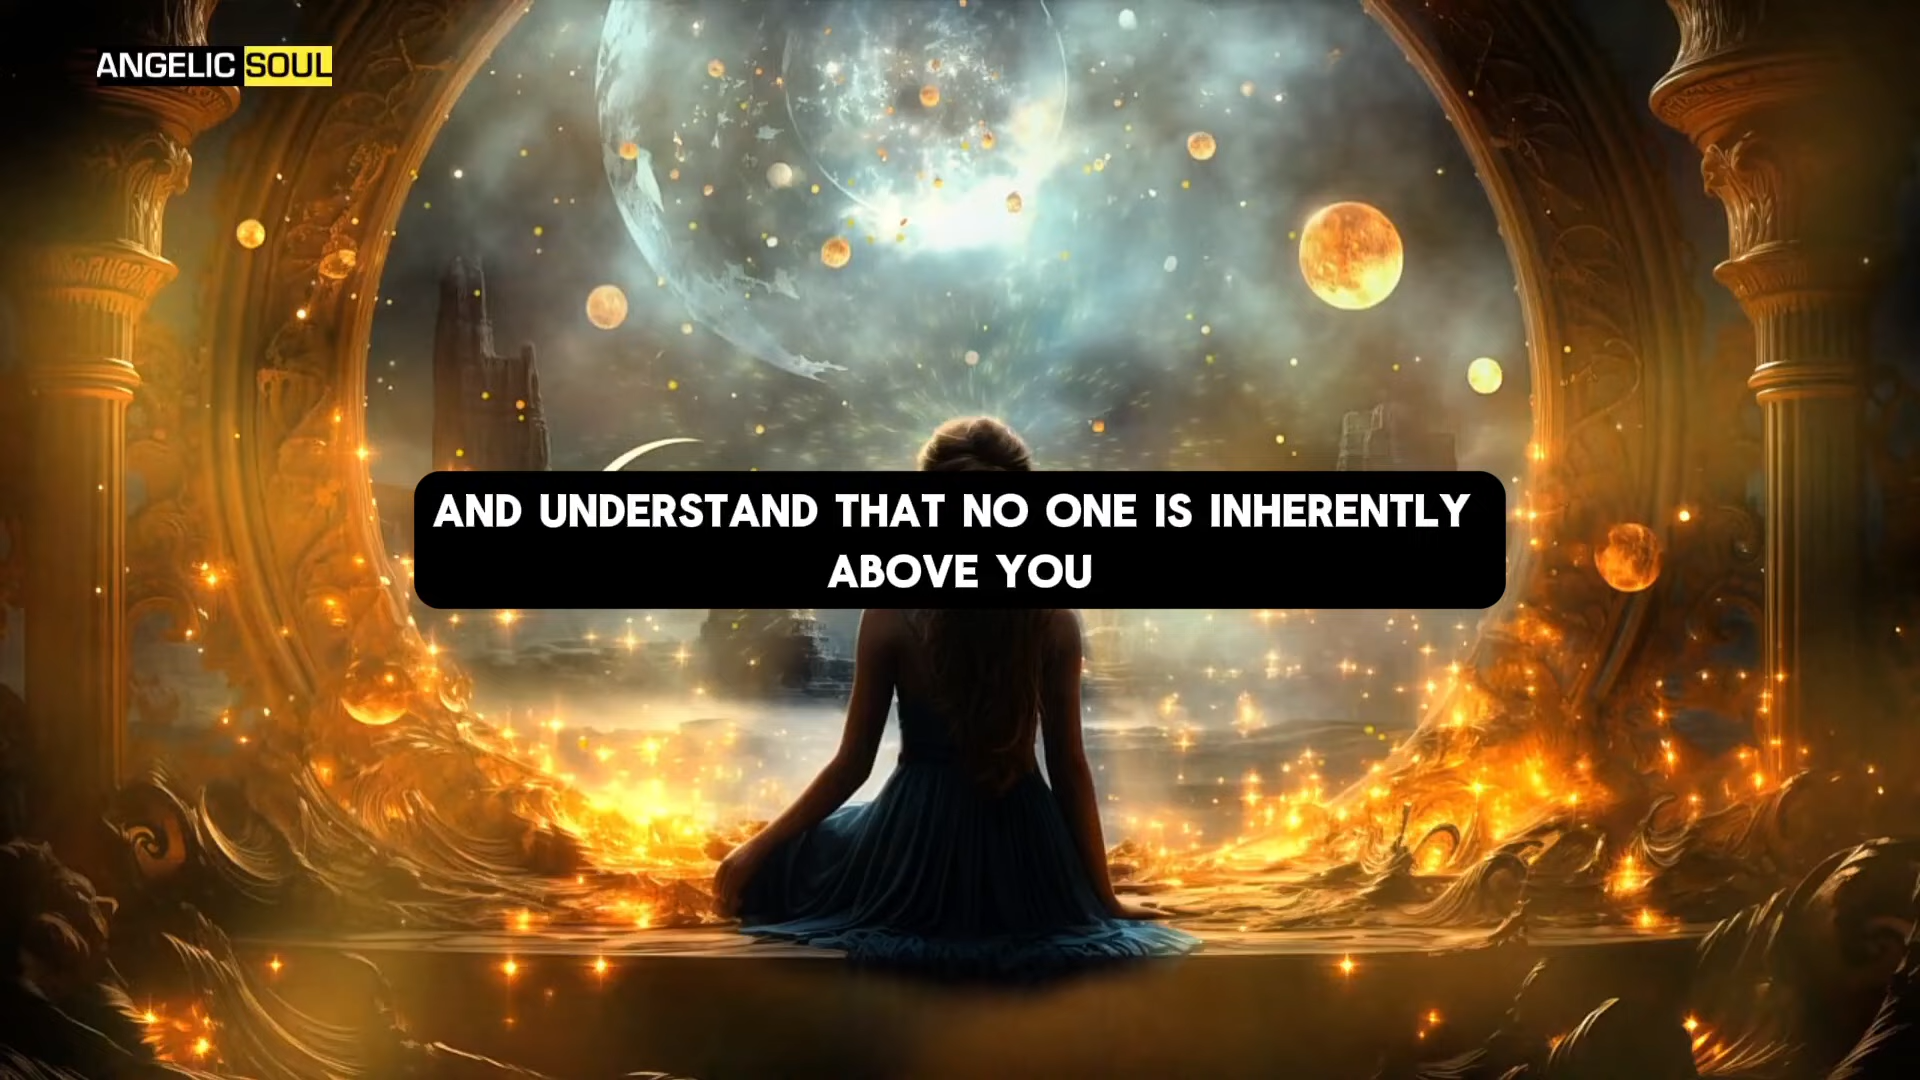 ANGELIC SOUL
AND UNDERSTAND THAT NO ONE IS INHERENTLY
ABOVE YOU